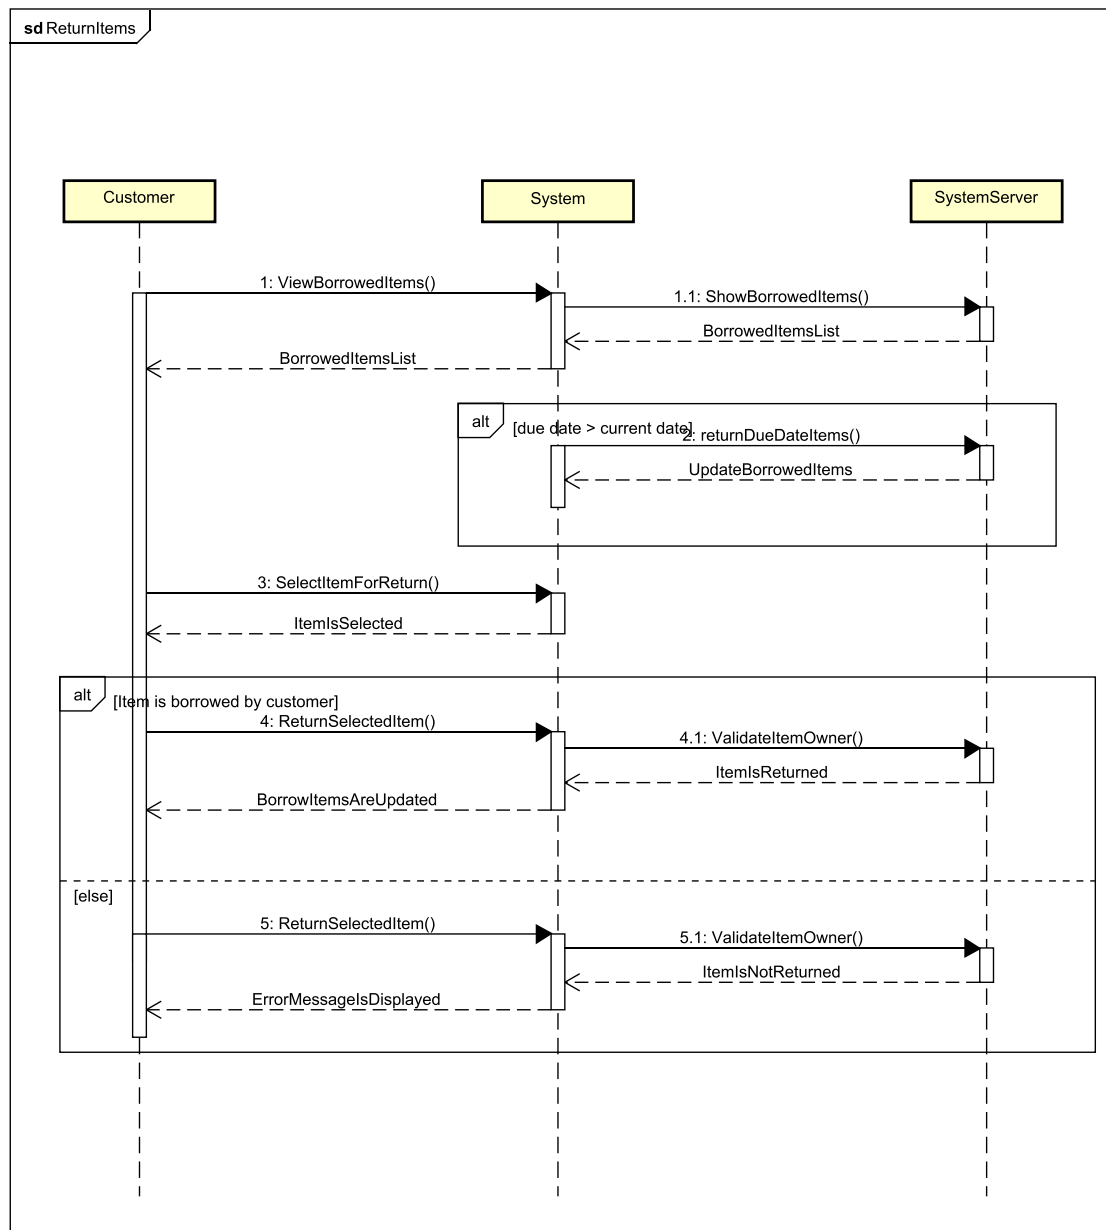 sd ReturnItems
Customer
System
SystemServer
1: ViewBorrowedItems()
1.1: ShowBorrowedItems()
BorrowedItemsList
BorrowedItemsList
alt
[due date > current date]
2: returnDueDateItems()
UpdateBorrowedItems
3: SelectItemForReturn()
ItemIsSelected
alt
[Item is borrowed by customer]
4: ReturnSelectedItem()
4.1: ValidateItemOwner()
ItemIsReturned
BorrowItemsAreUpdated
[else]
5: ReturnSelectedItem()
5.1: ValidateItemOwner()
ItemIsNotReturned
ErrorMessageIsDisplayed